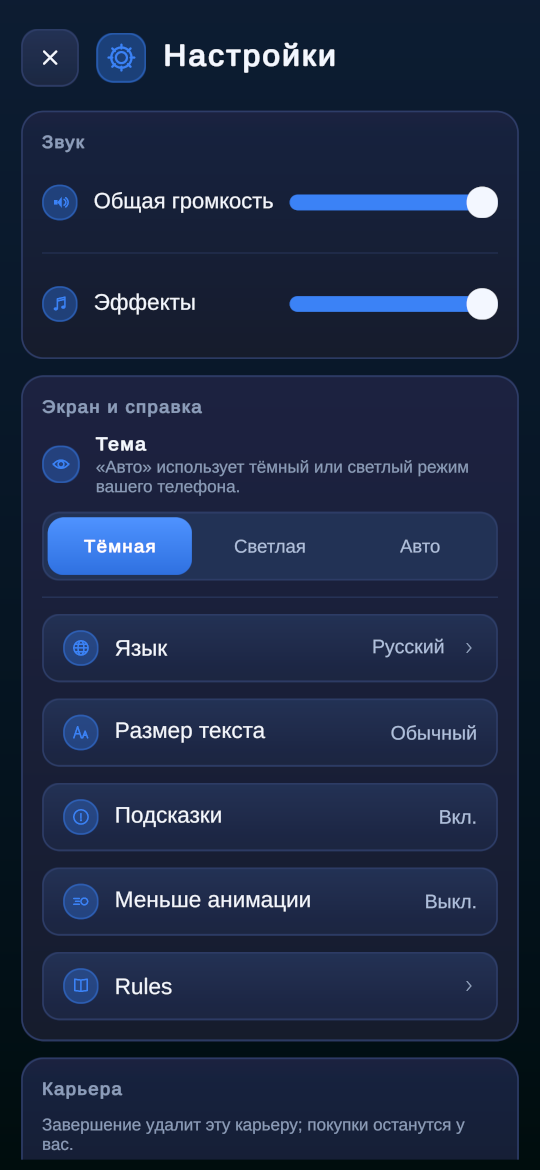 Настройки
Звук
Общая громкость
Эффекты
Экран и справка
Тема
«Авто» использует тёмный или светлый режим
вашего телефона.
Тёмная Светлая Авто
Язык Русский
Размер текста Обычный
Подсказки Вкл.
Меньше анимации Выкл.
Rules
Карьера
Завершение удалит эту карьеру; покупки останутся у
вас.